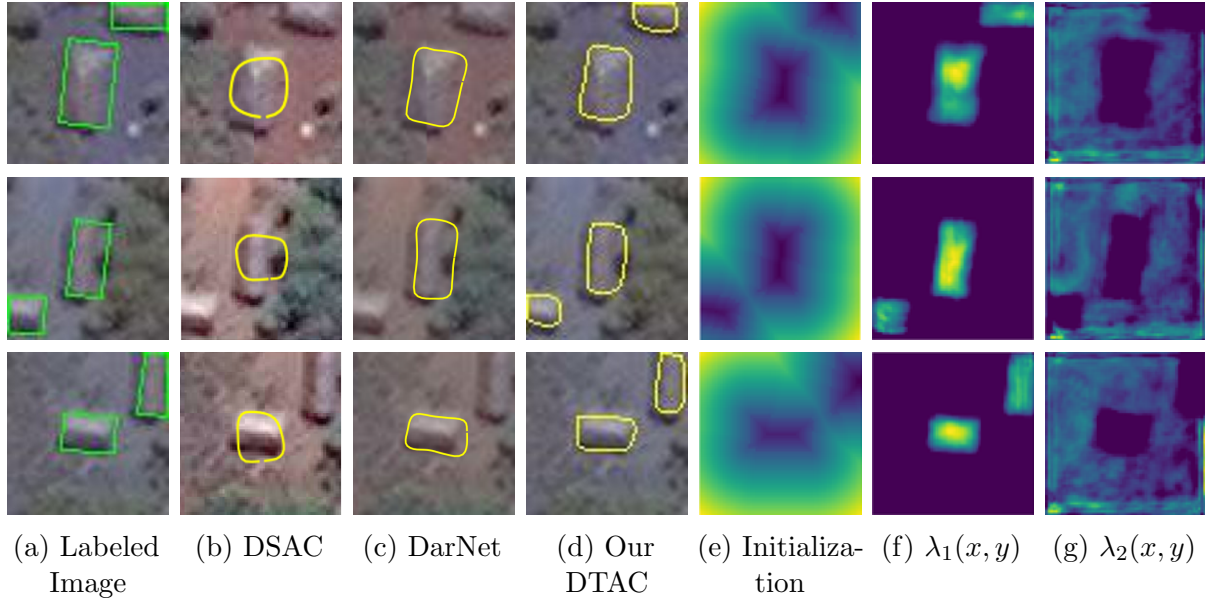 (a) Labeled Image
(b) DSAC
(c) DarNet
(d) Our DTAC
(e) Initializa-tion
(f) λ₁(x, y)
(g) λ₂(x, y)